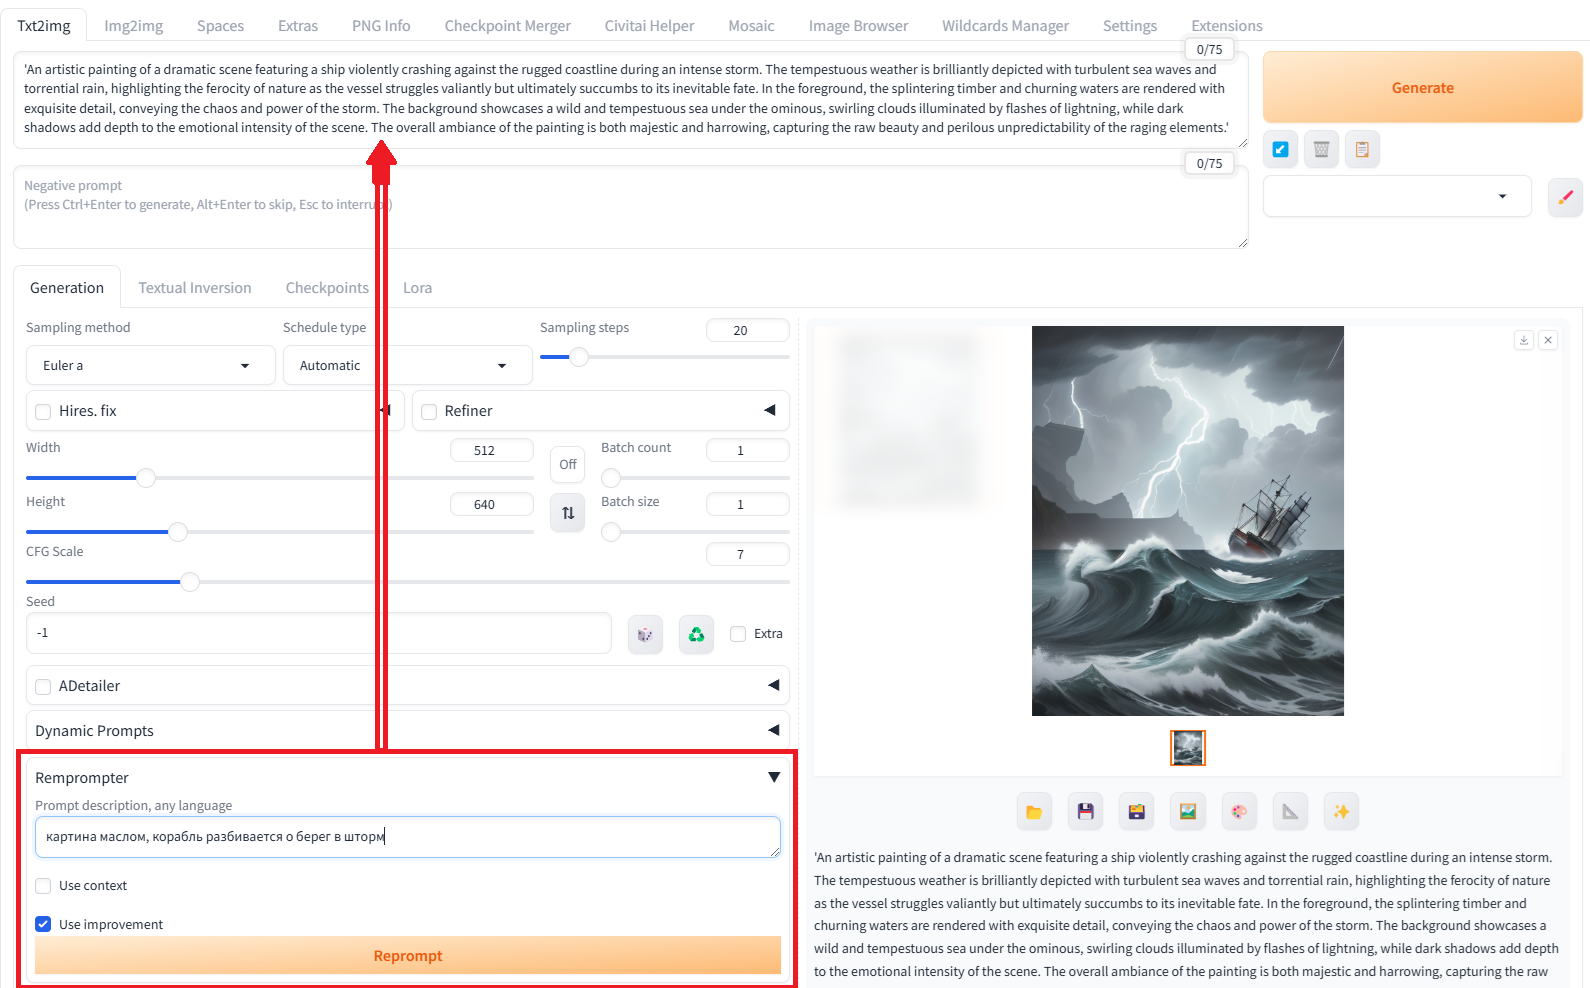 Txt2img Img2img Spaces Extras PNG Info Checkpoint Merger Civitai Helper Mosaic Image Browser Wildcards Manager Settings Extensions
0/75
'An artistic painting of a dramatic scene featuring a ship violently crashing against the rugged coastline during an intense storm. The tempestuous weather is brilliantly depicted with turbulent sea waves and
torrential rain, highlighting the ferocity of nature as the vessel struggles valiantly but ultimately succumbs to its inevitable fate. In the foreground, the splintering timber and churning waters are rendered with
exquisite detail, conveying the chaos and power of the storm. The background showcases a wild and tempestuous sea under the ominous, swirling clouds illuminated by flashes of lightning, while dark
shadows add depth to the emotional intensity of the scene. The overall ambiance of the painting is both majestic and harrowing, capturing the raw beauty and perilous unpredictability of the raging elements.'
Generate
0/75
Negative prompt
(Press Ctrl+Enter to generate, Alt+Enter to skip, Esc to interrup )
Generation Textual Inversion Checkpoints Lora
Sampling method Schedule type Sampling steps 20
Euler a Automatic
Hires. fix Refiner
Width 512 Off Batch count 1
Height 640 Batch size 1
CFG Scale 7
Seed
-1 Extra
ADetailer
Dynamic Prompts
Remprompter
Prompt description, any language
картина маслом, корабль разбивается о берег в шторм
Use context
Use improvement
Reprompt
'An artistic painting of a dramatic scene featuring a ship violently crashing against the rugged coastline during an intense storm.
The tempestuous weather is brilliantly depicted with turbulent sea waves and torrential rain, highlighting the ferocity of nature
as the vessel struggles valiantly but ultimately succumbs to its inevitable fate. In the foreground, the splintering timber and
churning waters are rendered with exquisite detail, conveying the chaos and power of the storm. The background showcases a
wild and tempestuous sea under the ominous, swirling clouds illuminated by flashes of lightning, while dark shadows add depth
to the emotional intensity of the scene. The overall ambiance of the painting is both majestic and harrowing, capturing the raw